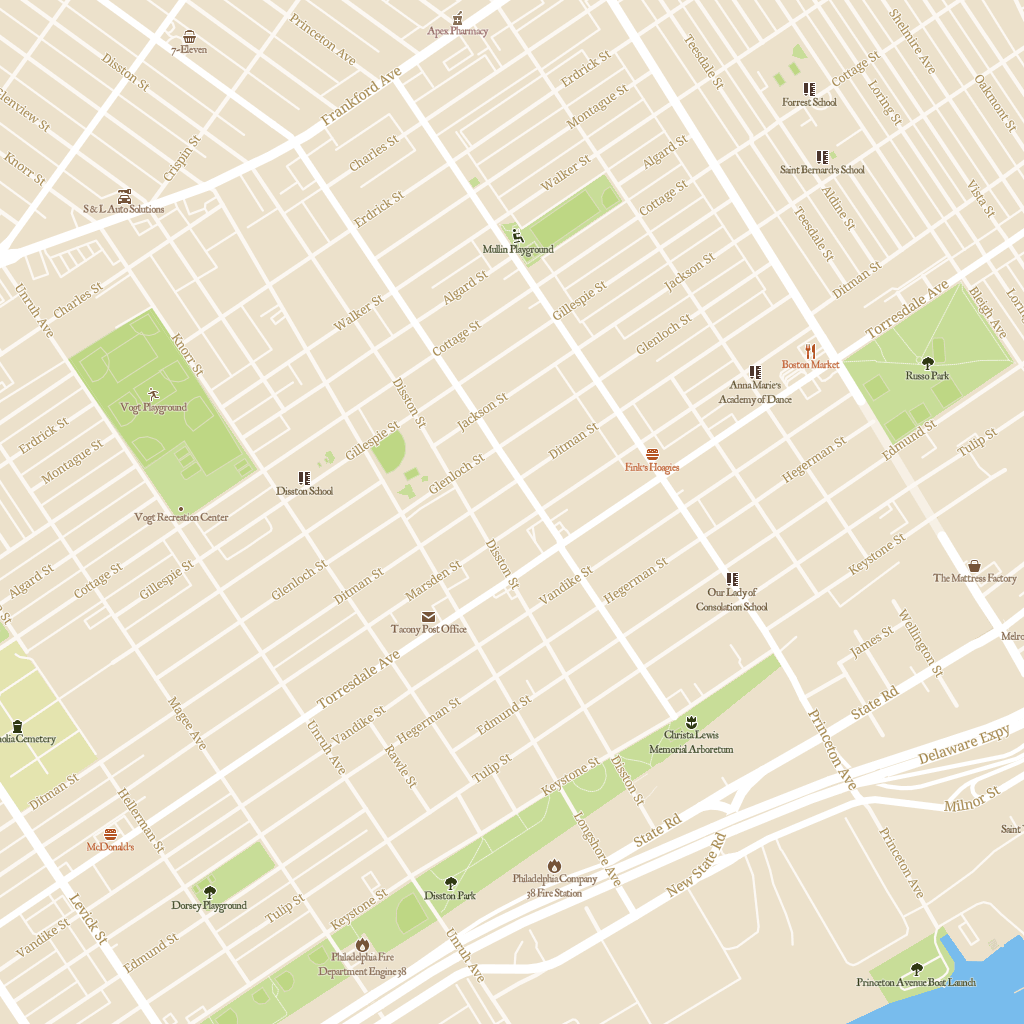 Apex Pharmacy
7-Eleven
Princeton Ave
Disston St
Frankford Ave
Erdrick St
Teesdale St
Shelmire Ave
Cottage St
Oakmont St
Loring St
Forrest School
Glenview St
Montague St
Charles St
Crispin St
Knorr St
Walker St
Algard St
Saint Bernard's School
S & L Auto Solutions
Erdrick St
Cottage St
Aldine St
Vista St
Teesdale St
Mullin Playground
Unruh Ave
Charles St
Algard St
Gillespie St
Jackson St
Ditman St
Torresdale Ave
Bleigh Ave
Walker St
Cottage St
Glenloch St
Knorr St
Boston Market
Russo Park
Anna Marie's
Academy of Dance
Vogt Playground
Disston St
Jackson St
Erdrick St
Montague St
Gillespie St
Ditman St
Edmund St
Tulip St
Hegerman St
Fink's Hoagies
Glenloch St
Disston School
Vogt Recreation Center
Algard St
Cottage St
Gillespie St
Glenloch St
Ditman St
Marsden St
Disston St
Vandike St
Hegerman St
Keystone St
The Mattress Factory
Our Lady of
Consolation School
Tacony Post Office
Wellington St
James St
Torresdale Ave
State Rd
Magee Ave
Vandike St
Hegerman St
Edmund St
Unruh Ave
Rawle St
Tulip St
Christa Lewis
Memorial Arboretum
Princeton Ave
Delaware Expy
Milnor St
Keystone St
Disston St
Ditman St
Hellerman St
McDonald's
State Rd
Longshore Ave
New State Rd
Princeton Ave
Philadelphia Company
38 Fire Station
Disston Park
Dorsey Playground
Tulip St
Keystone St
Levick St
Vandike St
Edmund St
Philadelphia Fire
Department Engine 38
Unruh Ave
Princeton Avenue Boat Launch